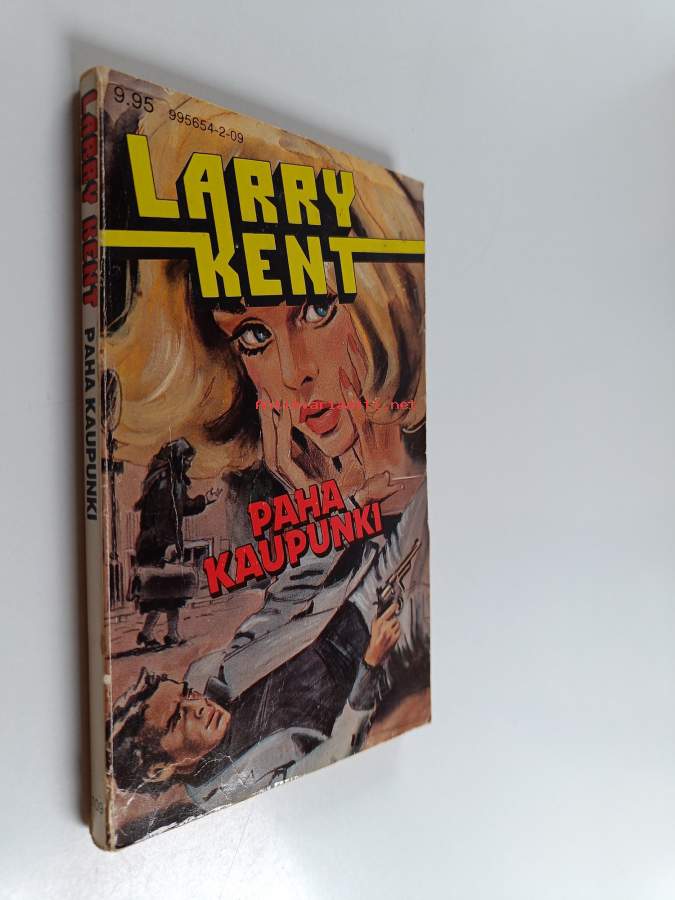 9.95
995654-2-09
LARRY
KENT
PAHA
KAUPUNKI
LARRY KENT PAHA KAUPUNKI